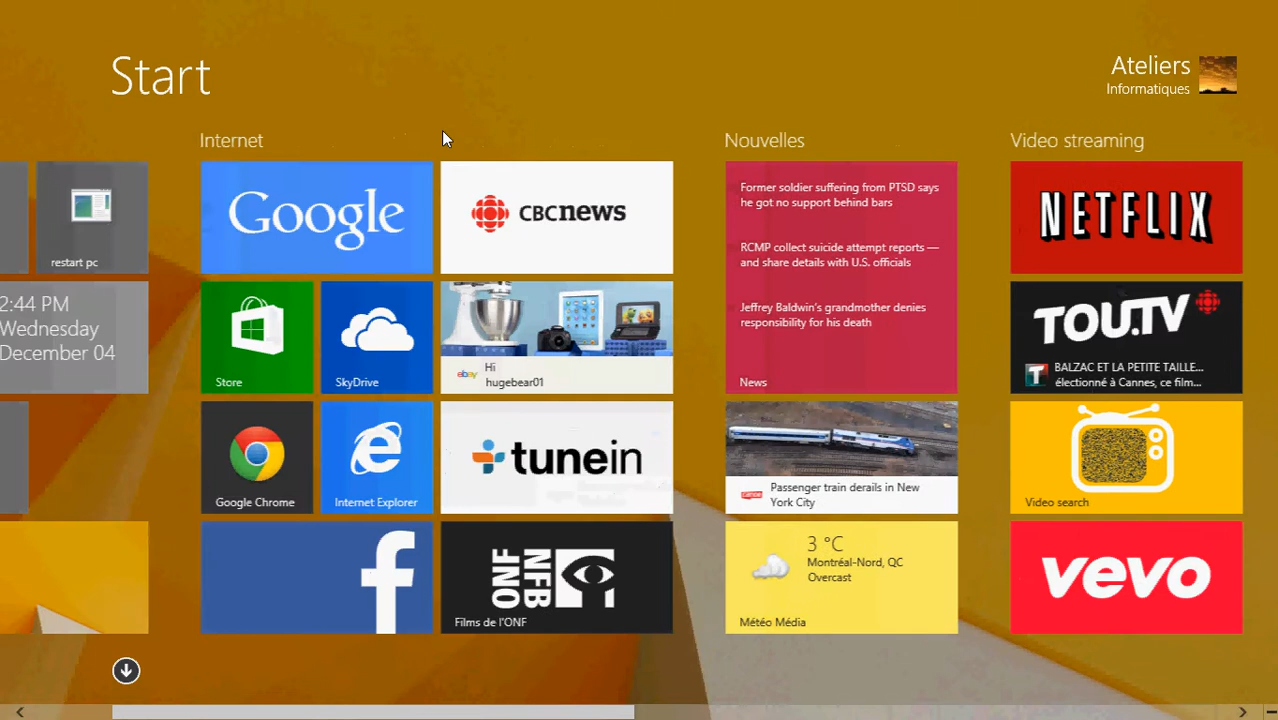 Start
Ateliers
Informatiques
Internet
Nouvelles
Video streaming
restart pc
2:44 PM
Wednesday
December 04
Google
CBCnews
Store
SkyDrive
ebay
Hi
hugebear01
Google Chrome
Internet Explorer
tunein
f
ONF
NFB
Films de l'ONF
Former soldier suffering from PTSD says
he got no support behind bars
RCMP collect suicide attempt reports —
and share details with U.S. officials
Jeffrey Baldwin's grandmother denies
responsibility for his death
News
canoe
Passenger train derails in New
York City
3 °C
Montréal-Nord, QC
Overcast
Météo Média
NETFLIX
TOU.TV
BALZAC ET LA PETITE TAILLE...
électionné à Cannes, ce film...
Video search
vevo